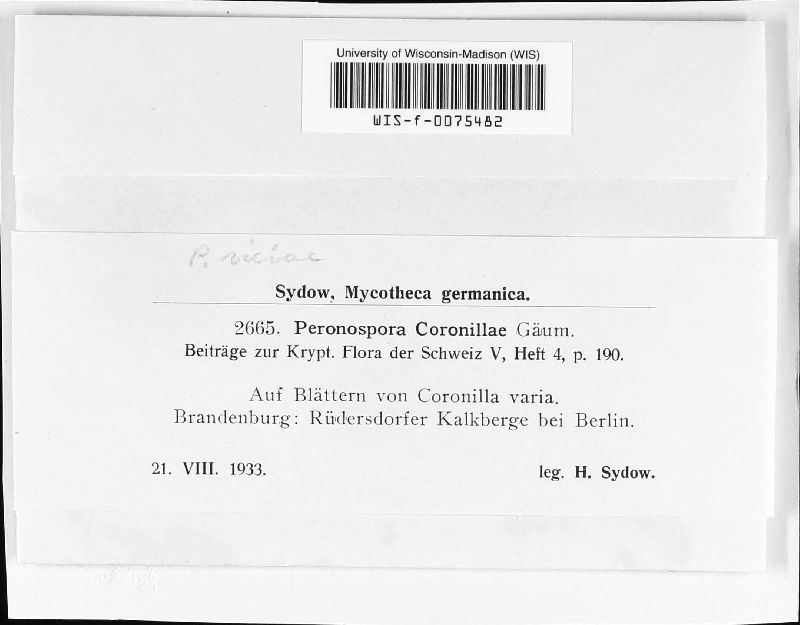 University of Wisconsin-Madison (WIS)
WIS-f-0075482
P. viciae
Sydow, Mycotheca germanica.
2665. Peronospora Coronillae Gäum.
Beiträge zur Krypt. Flora der Schweiz V, Heft 4, p. 190.
Auf Blättern von Coronilla varia.
Brandenburg: Rüdersdorfer Kalkberge bei Berlin.
21. VIII. 1933. leg. H. Sydow.